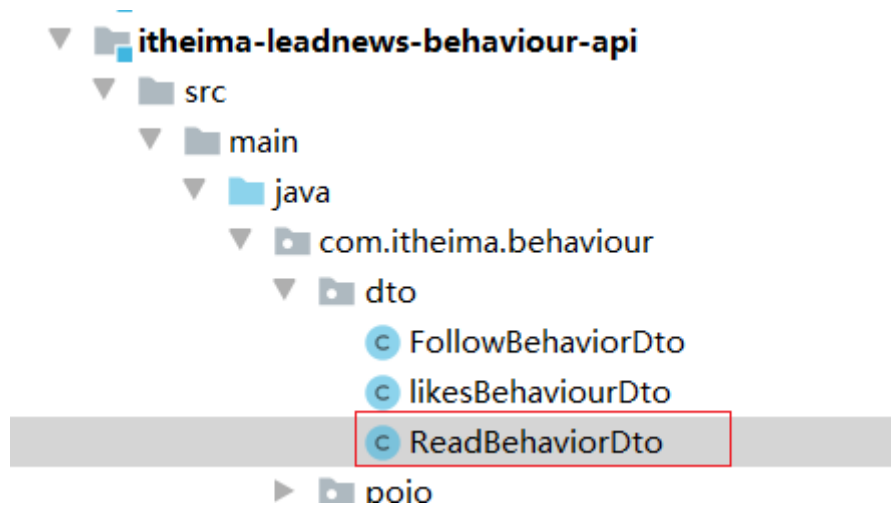 itheima-leadnews-behaviour-api
src
main
java
com.itheima.behaviour
dto
C FollowBehaviorDto
C likesBehaviourDto
C ReadBehaviorDto
pojo